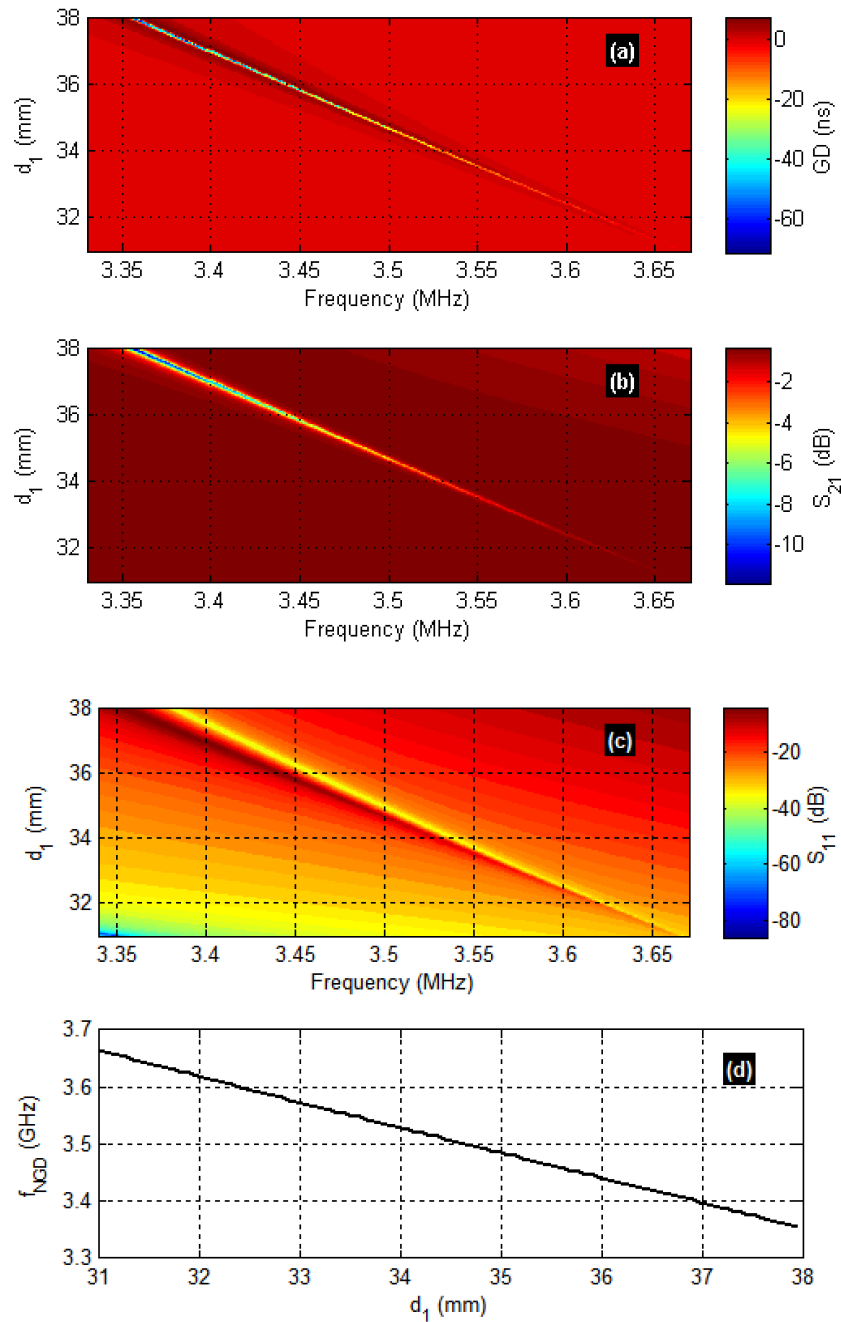 (a)
38
36
34
32
d1 (mm)
3.35 3.4 3.45 3.5 3.55 3.6 3.65
Frequency (MHz)
0
-20
-40
-60
GD (ns)
(b)
38
36
34
32
d1 (mm)
3.35 3.4 3.45 3.5 3.55 3.6 3.65
Frequency (MHz)
-2
-4
-6
-8
-10
S21 (dB)
(c)
38
36
34
32
d1 (mm)
3.35 3.4 3.45 3.5 3.55 3.6 3.65
Frequency (MHz)
-20
-40
-60
-80
S11 (dB)
(d)
3.7
3.6
3.5
3.4
3.3
fNGD (GHz)
31 32 33 34 35 36 37 38
d1 (mm)